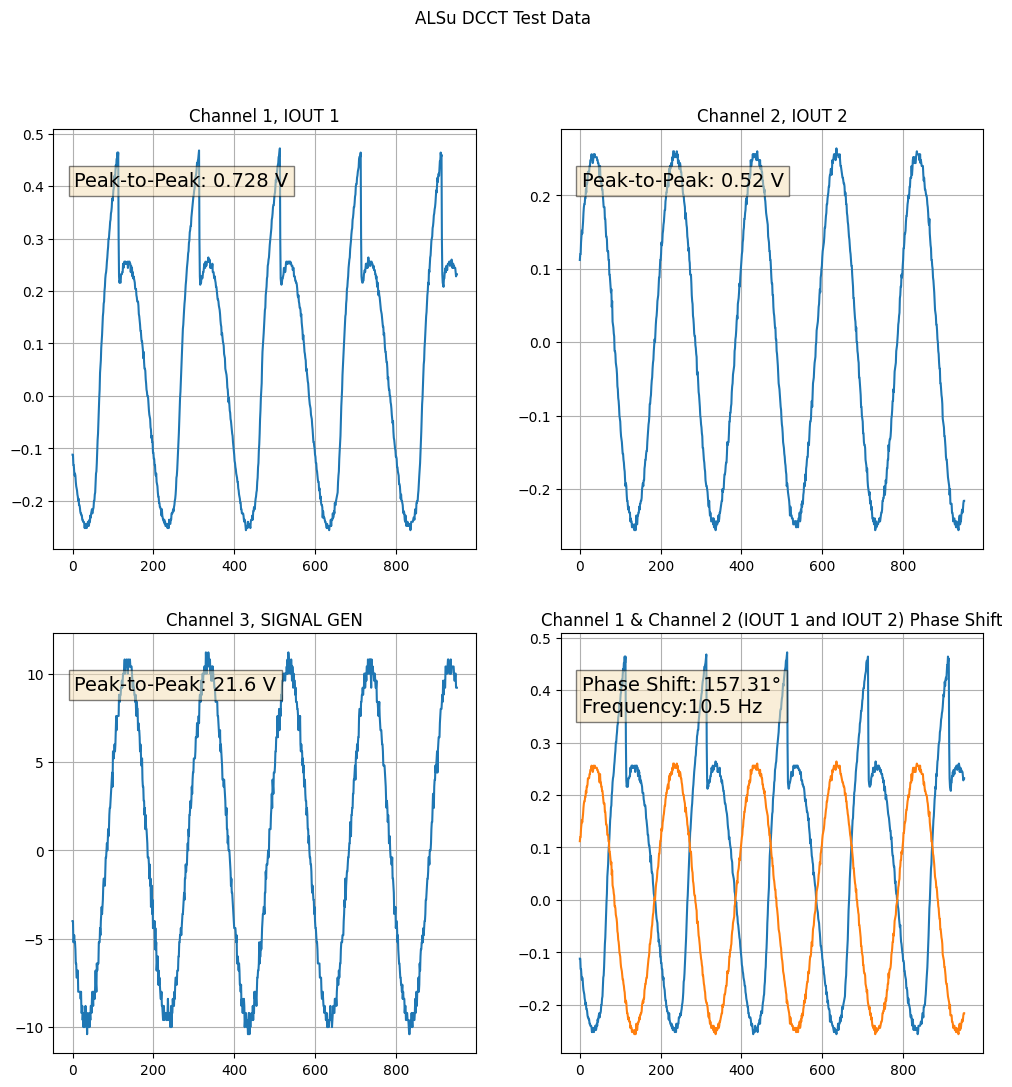 ALSu DCCT Test Data
Channel 1, IOUT 1
0.5
0.4
0.3
0.2
0.1
0.0
−0.1
−0.2
Peak-to-Peak: 0.728 V
0 200 400 600 800
Channel 2, IOUT 2
0.2
0.1
0.0
−0.1
−0.2
Peak-to-Peak: 0.52 V
0 200 400 600 800
Channel 3, SIGNAL GEN
10
5
0
−5
−10
Peak-to-Peak: 21.6 V
0 200 400 600 800
Channel 1 & Channel 2 (IOUT 1 and IOUT 2) Phase Shift
0.5
0.4
0.3
0.2
0.1
0.0
−0.1
−0.2
Phase Shift: 157.31°
Frequency:10.5 Hz
0 200 400 600 800